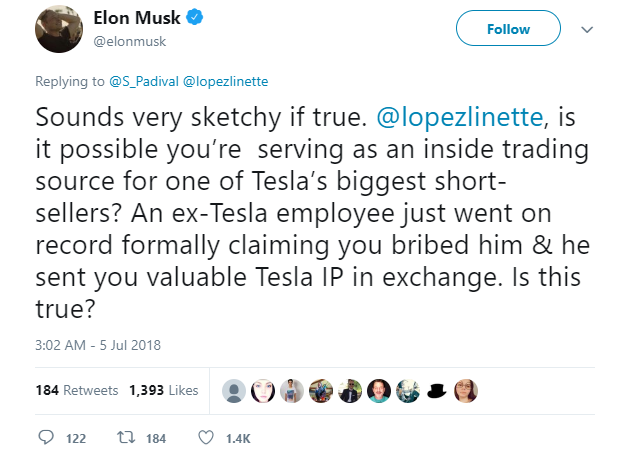 Elon Musk
@elonmusk
Follow
Replying to @S_Padival @lopezlinette
Sounds very sketchy if true. @lopezlinette, is
it possible you’re  serving as an inside trading
source for one of Tesla’s biggest short-
sellers? An ex-Tesla employee just went on
record formally claiming you bribed him & he
sent you valuable Tesla IP in exchange. Is this
true?
3:02 AM - 5 Jul 2018
184 Retweets 1,393 Likes
122 184 1.4K